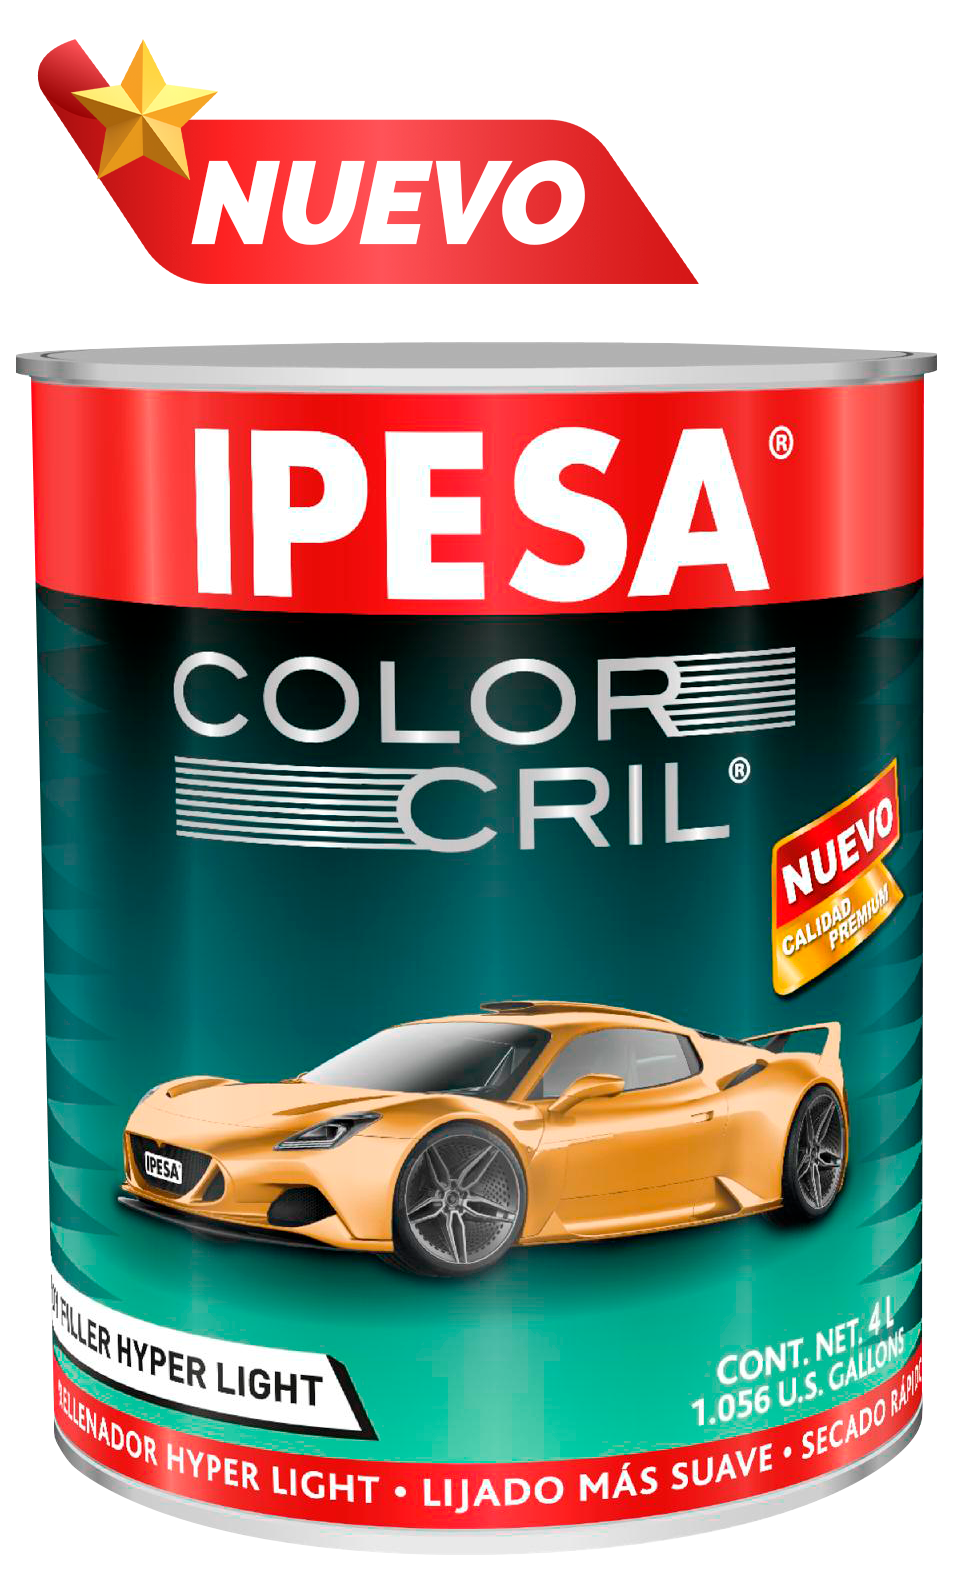 NUEVO
IPESA®
COLOR
CRIL®
NUEVO
CALIDAD
PREMIUM
IPESA
FILLER HYPER LIGHT
CONT. NET. 4 L
1.056 U.S. GALLONS
RELLENADOR HYPER LIGHT • LIJADO MÁS SUAVE • SECADO